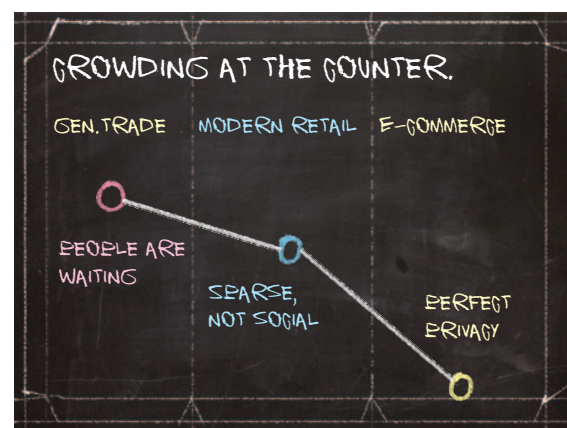 CROWDING AT THE COUNTER.
GEN.TRADE
MODERN RETAIL
E-COMMERCE
PEOPLE ARE
WAITING
SPARSE,
NOT SOCIAL
PERFECT
PRIVACY